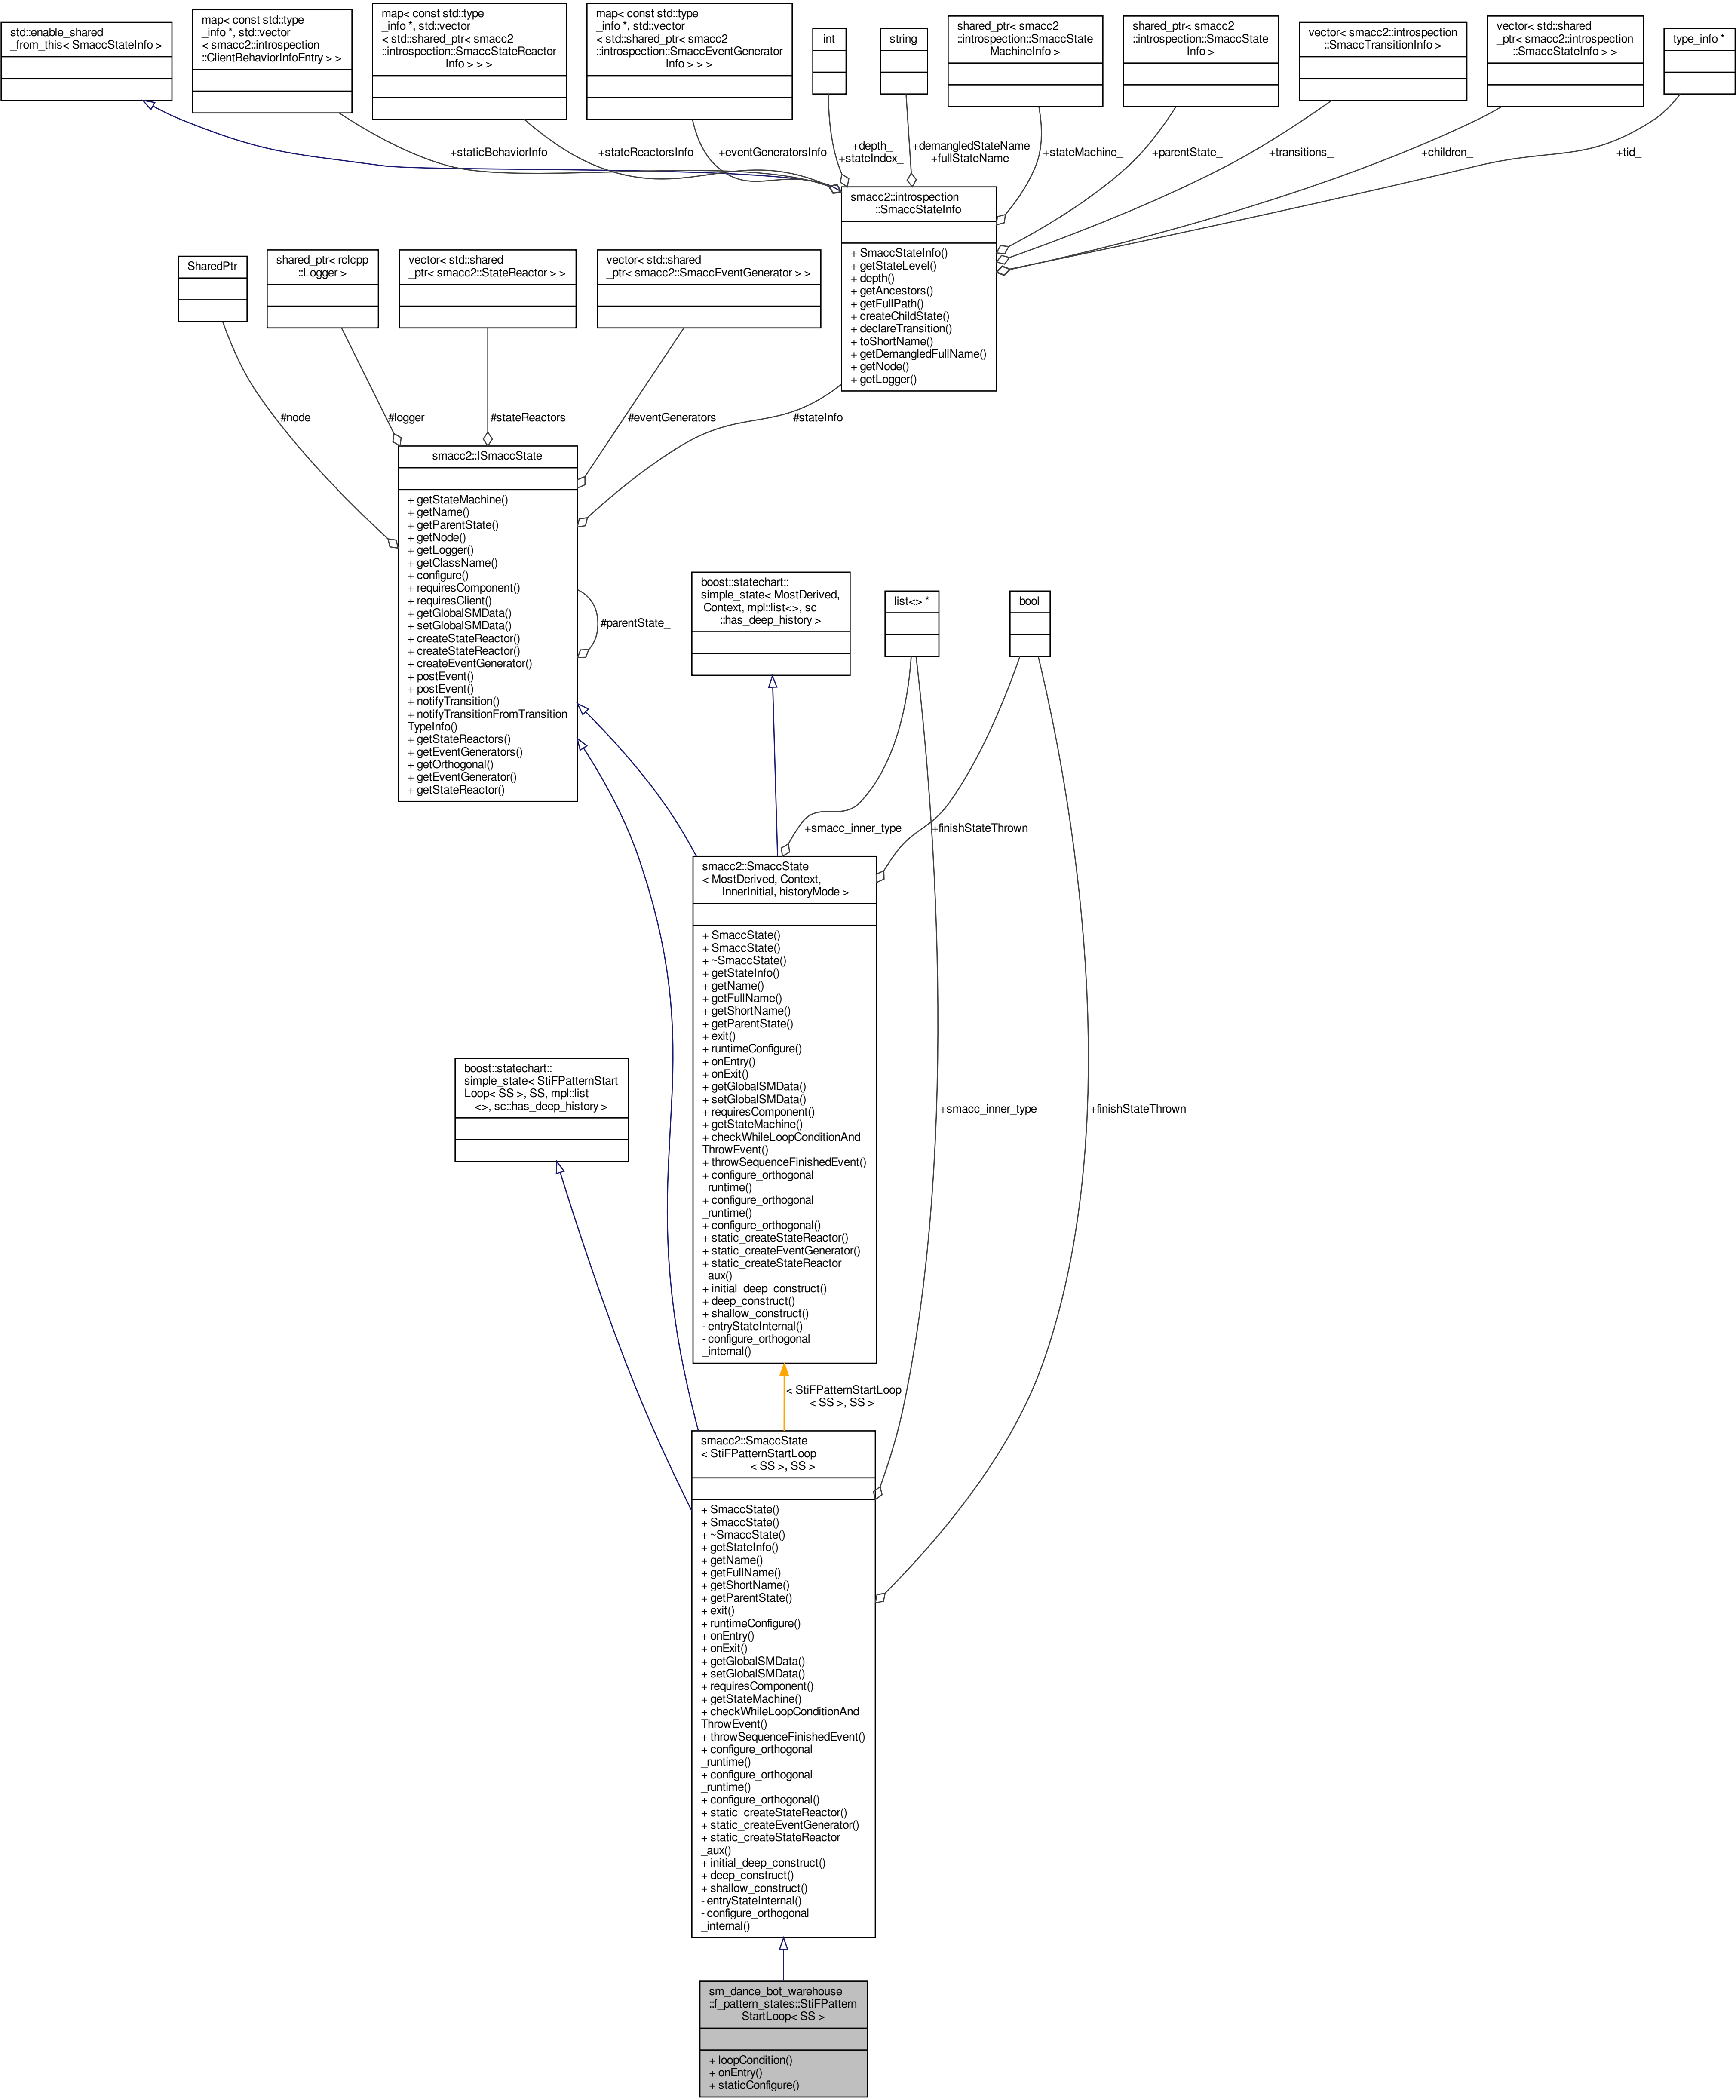 std::enable_shared
_from_this< SmaccStateInfo >
map< const std::type
_info *, std::vector
< smacc2::introspection
::ClientBehaviorInfoEntry > >
map< const std::type
_info *, std::vector
< std::shared_ptr< smacc2
::introspection::SmaccStateReactor
Info > > >
map< const std::type
_info *, std::vector
< std::shared_ptr< smacc2
::introspection::SmaccEventGenerator
Info > > >
int
string
shared_ptr< smacc2
::introspection::SmaccState
MachineInfo >
shared_ptr< smacc2
::introspection::SmaccState
Info >
vector< smacc2::introspection
::SmaccTransitionInfo >
vector< std::shared
_ptr< smacc2::introspection
::SmaccStateInfo > >
type_info *
+staticBehaviorInfo
+stateReactorsInfo
+eventGeneratorsInfo
+depth_
+stateIndex_
+demangledStateName
+fullStateName
+stateMachine_
+parentState_
+transitions_
+children_
+tid_
smacc2::introspection
::SmaccStateInfo
+ SmaccStateInfo()
+ getStateLevel()
+ depth()
+ getAncestors()
+ getFullPath()
+ createChildState()
+ declareTransition()
+ toShortName()
+ getDemangledFullName()
+ getNode()
+ getLogger()
SharedPtr
shared_ptr< rclcpp
::Logger >
vector< std::shared
_ptr< smacc2::StateReactor > >
vector< std::shared
_ptr< smacc2::SmaccEventGenerator > >
#node_
#logger_
#stateReactors_
#eventGenerators_
#stateInfo_
smacc2::ISmaccState
+ getStateMachine()
+ getName()
+ getParentState()
+ getNode()
+ getLogger()
+ getClassName()
+ configure()
+ requiresComponent()
+ requiresClient()
+ getGlobalSMData()
+ setGlobalSMData()
+ createStateReactor()
+ createStateReactor()
+ createEventGenerator()
+ postEvent()
+ postEvent()
+ notifyTransition()
+ notifyTransitionFromTransition
TypeInfo()
+ getStateReactors()
+ getEventGenerators()
+ getOrthogonal()
+ getEventGenerator()
+ getStateReactor()
#parentState_
boost::statechart::
simple_state< MostDerived,
Context, mpl::list<>, sc
::has_deep_history >
list<> *
bool
+smacc_inner_type
+finishStateThrown
smacc2::SmaccState
< MostDerived, Context,
InnerInitial, historyMode >
+ SmaccState()
+ SmaccState()
+ ~SmaccState()
+ getStateInfo()
+ getName()
+ getFullName()
+ getShortName()
+ getParentState()
+ exit()
+ runtimeConfigure()
+ onEntry()
+ onExit()
+ getGlobalSMData()
+ setGlobalSMData()
+ requiresComponent()
+ getStateMachine()
+ checkWhileLoopConditionAnd
ThrowEvent()
+ throwSequenceFinishedEvent()
+ configure_orthogonal
_runtime()
+ configure_orthogonal
_runtime()
+ configure_orthogonal()
+ static_createStateReactor()
+ static_createEventGenerator()
+ static_createStateReactor
_aux()
+ initial_deep_construct()
+ deep_construct()
+ shallow_construct()
- entryStateInternal()
- configure_orthogonal
_internal()
boost::statechart::
simple_state< StiFPatternStart
Loop< SS >, SS, mpl::list
<>, sc::has_deep_history >
+smacc_inner_type
+finishStateThrown
< StiFPatternStartLoop
< SS >, SS >
smacc2::SmaccState
< StiFPatternStartLoop
< SS >, SS >
+ SmaccState()
+ SmaccState()
+ ~SmaccState()
+ getStateInfo()
+ getName()
+ getFullName()
+ getShortName()
+ getParentState()
+ exit()
+ runtimeConfigure()
+ onEntry()
+ onExit()
+ getGlobalSMData()
+ setGlobalSMData()
+ requiresComponent()
+ getStateMachine()
+ checkWhileLoopConditionAnd
ThrowEvent()
+ throwSequenceFinishedEvent()
+ configure_orthogonal
_runtime()
+ configure_orthogonal
_runtime()
+ configure_orthogonal()
+ static_createStateReactor()
+ static_createEventGenerator()
+ static_createStateReactor
_aux()
+ initial_deep_construct()
+ deep_construct()
+ shallow_construct()
- entryStateInternal()
- configure_orthogonal
_internal()
sm_dance_bot_warehouse
::f_pattern_states::StiFPattern
StartLoop< SS >
+ loopCondition()
+ onEntry()
+ staticConfigure()